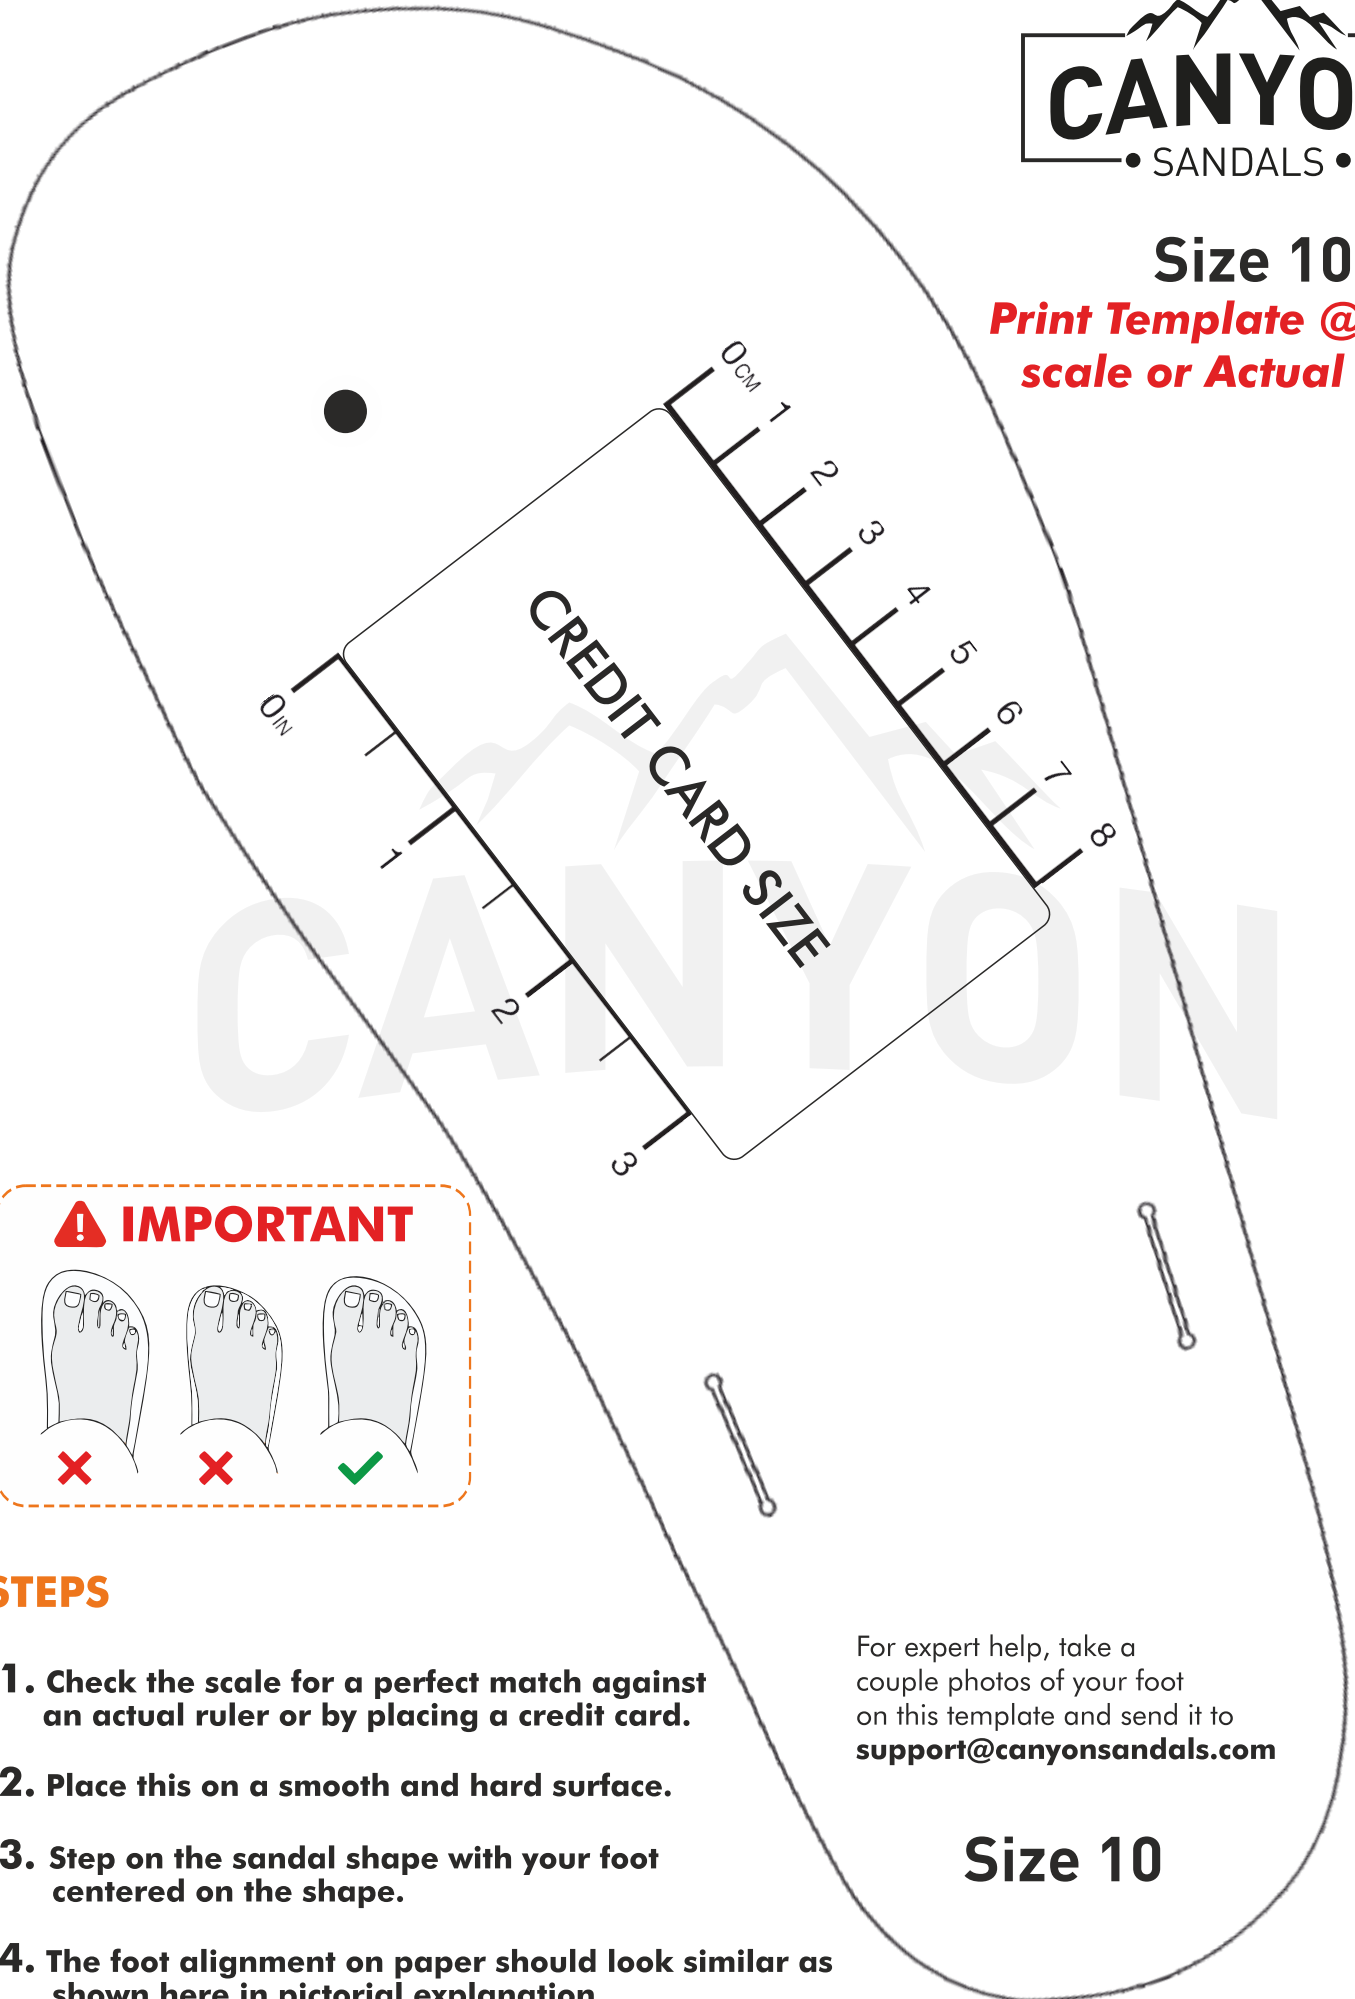 CANYO
• SANDALS •
Size 10
Print Template @
scale or Actual
0CM
1
2
3
4
5
6
7
8
CREDIT CARD SIZE
0IN
1
2
3
CANYON
IMPORTANT
STEPS
1. Check the scale for a perfect match against
an actual ruler or by placing a credit card.
2. Place this on a smooth and hard surface.
3. Step on the sandal shape with your foot
centered on the shape.
4. The foot alignment on paper should look similar as
shown here in pictorial explanation
For expert help, take a
couple photos of your foot
on this template and send it to
support@canyonsandals.com
Size 10